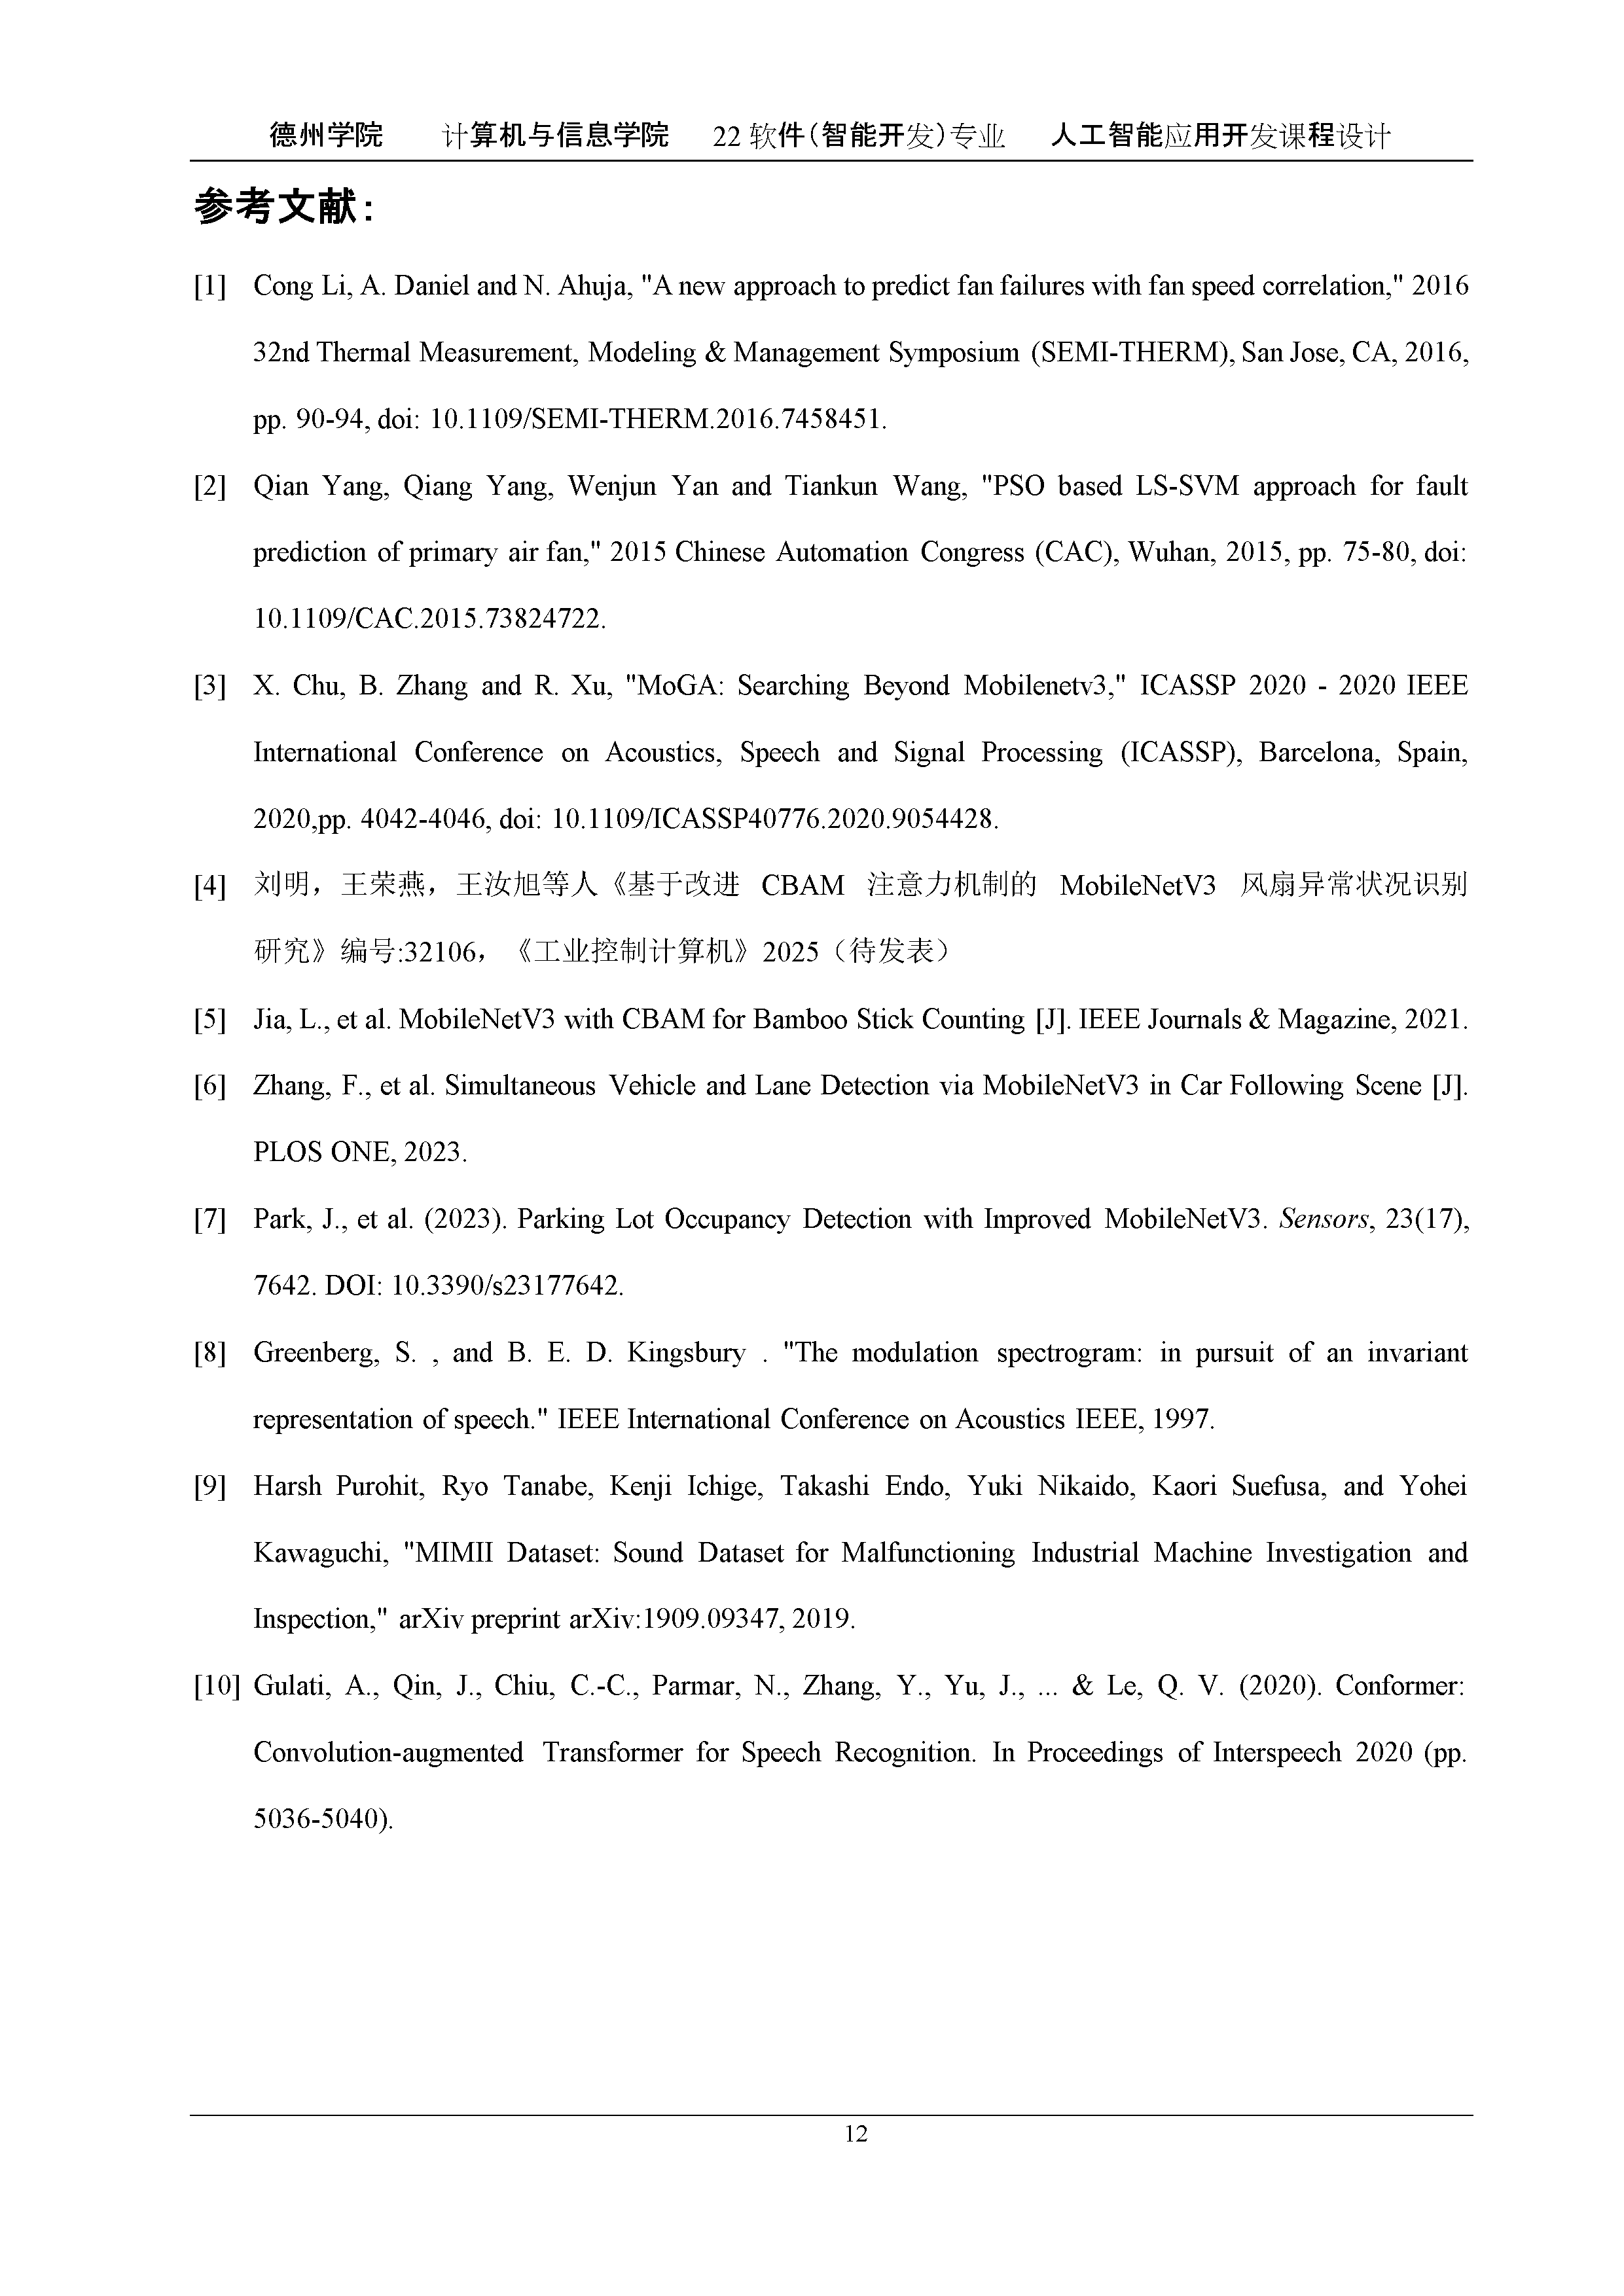 德州学院 计算机与信息学院 22 软件(智能开发)专业 人工智能应用开发课程设计
参考文献:
[1] Cong Li, A. Daniel and N. Ahuja, "A new approach to predict fan failures with fan speed correlation," 2016
32nd Thermal Measurement, Modeling & Management Symposium (SEMI-THERM), San Jose, CA, 2016,
pp. 90-94, doi: 10.1109/SEMI-THERM.2016.7458451.
[2] Qian Yang, Qiang Yang, Wenjun Yan and Tiankun Wang, "PSO based LS-SVM approach for fault
prediction of primary air fan," 2015 Chinese Automation Congress (CAC), Wuhan, 2015, pp. 75-80, doi:
10.1109/CAC.2015.73824722.
[3] X. Chu, B. Zhang and R. Xu, "MoGA: Searching Beyond Mobilenetv3," ICASSP 2020 - 2020 IEEE
International Conference on Acoustics, Speech and Signal Processing (ICASSP), Barcelona, Spain,
2020,pp. 4042-4046, doi: 10.1109/ICASSP40776.2020.9054428.
[4] 刘明，王荣燕，王汝旭等人《基于改进 CBAM 注意力机制的 MobileNetV3 风扇异常状况识别
研究》编号:32106，《工业控制计算机》2025（待发表）
[5] Jia, L., et al. MobileNetV3 with CBAM for Bamboo Stick Counting [J]. IEEE Journals & Magazine, 2021.
[6] Zhang, F., et al. Simultaneous Vehicle and Lane Detection via MobileNetV3 in Car Following Scene [J].
PLOS ONE, 2023.
[7] Park, J., et al. (2023). Parking Lot Occupancy Detection with Improved MobileNetV3. Sensors, 23(17),
7642. DOI: 10.3390/s23177642.
[8] Greenberg, S. , and B. E. D. Kingsbury . "The modulation spectrogram: in pursuit of an invariant
representation of speech." IEEE International Conference on Acoustics IEEE, 1997.
[9] Harsh Purohit, Ryo Tanabe, Kenji Ichige, Takashi Endo, Yuki Nikaido, Kaori Suefusa, and Yohei
Kawaguchi, "MIMII Dataset: Sound Dataset for Malfunctioning Industrial Machine Investigation and
Inspection," arXiv preprint arXiv:1909.09347, 2019.
[10] Gulati, A., Qin, J., Chiu, C.-C., Parmar, N., Zhang, Y., Yu, J., ... & Le, Q. V. (2020). Conformer:
Convolution-augmented Transformer for Speech Recognition. In Proceedings of Interspeech 2020 (pp.
5036-5040).
12